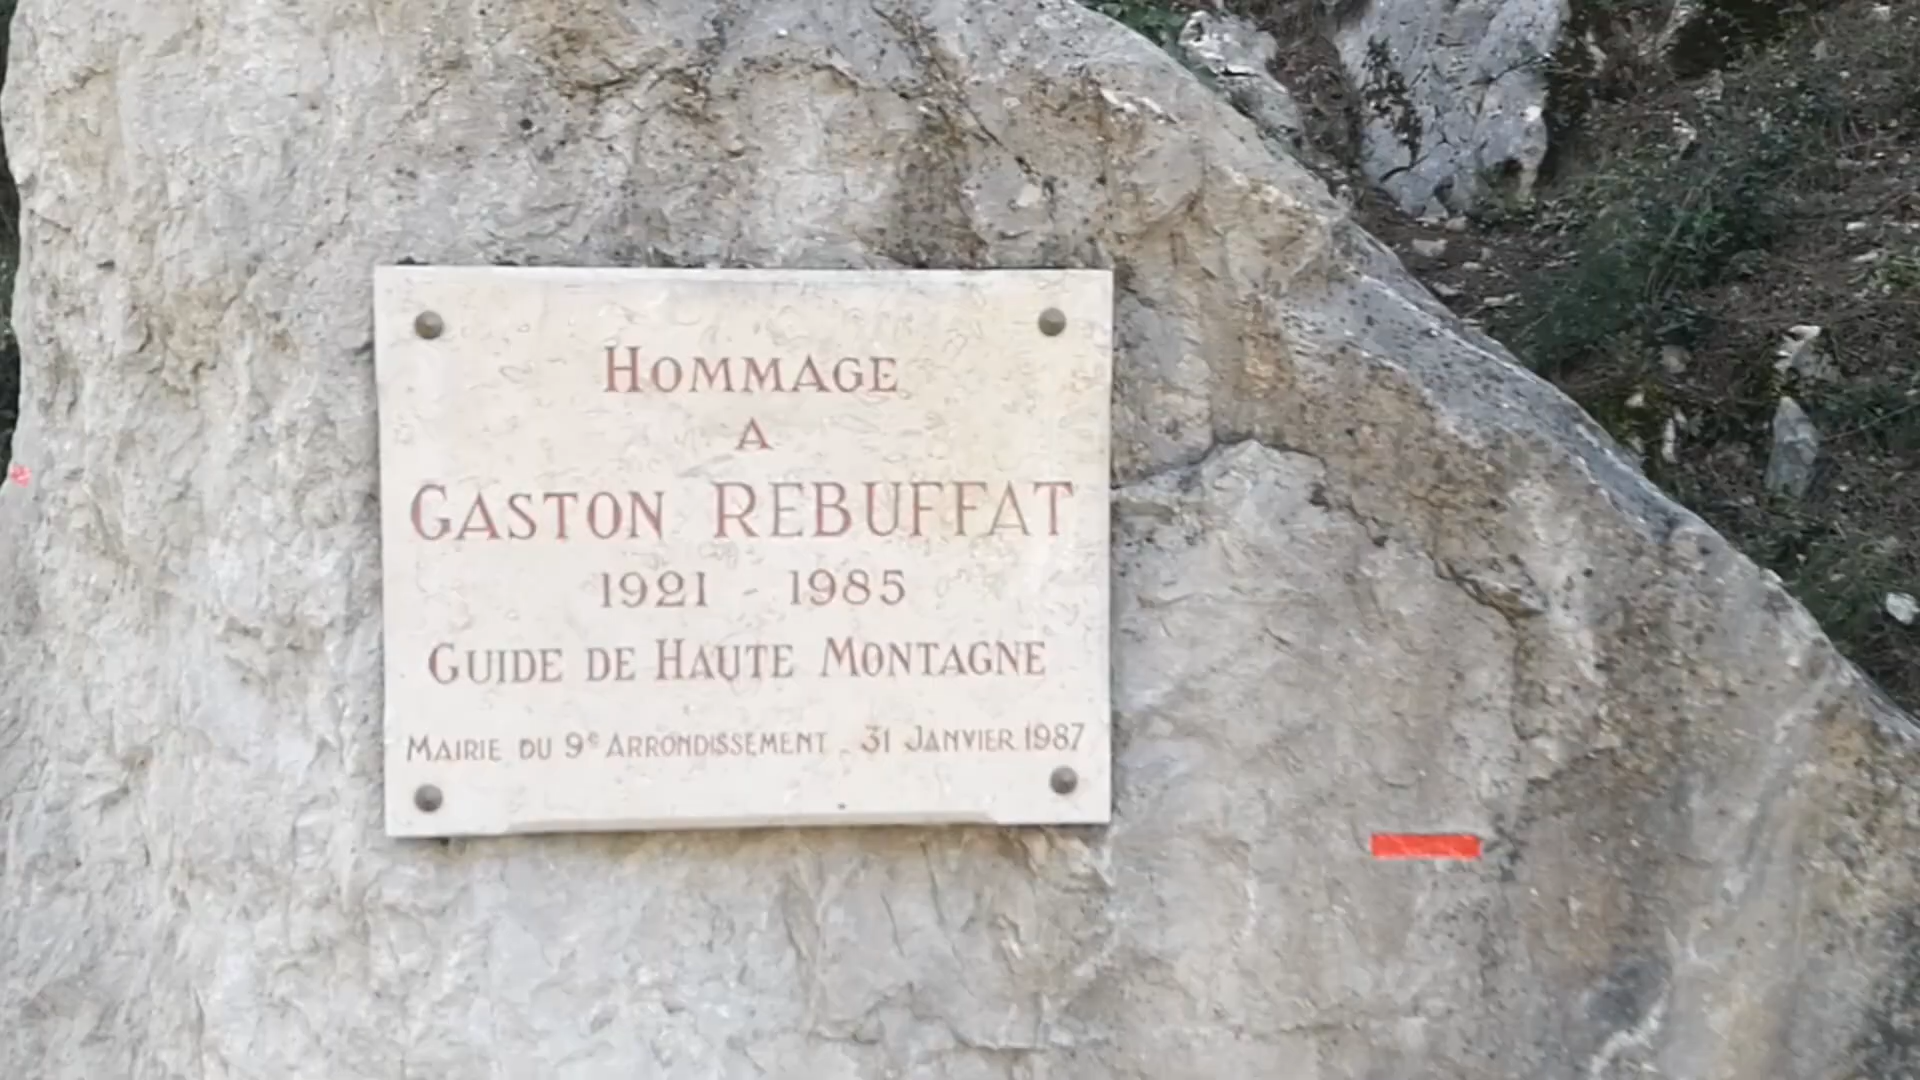 HOMMAGE
A
GASTON REBUFFAT
1921 - 1985
GUIDE DE HAUTE MONTAGNE
MAIRIE DU 9e ARRONDISSEMENT - 31 JANVIER 1987